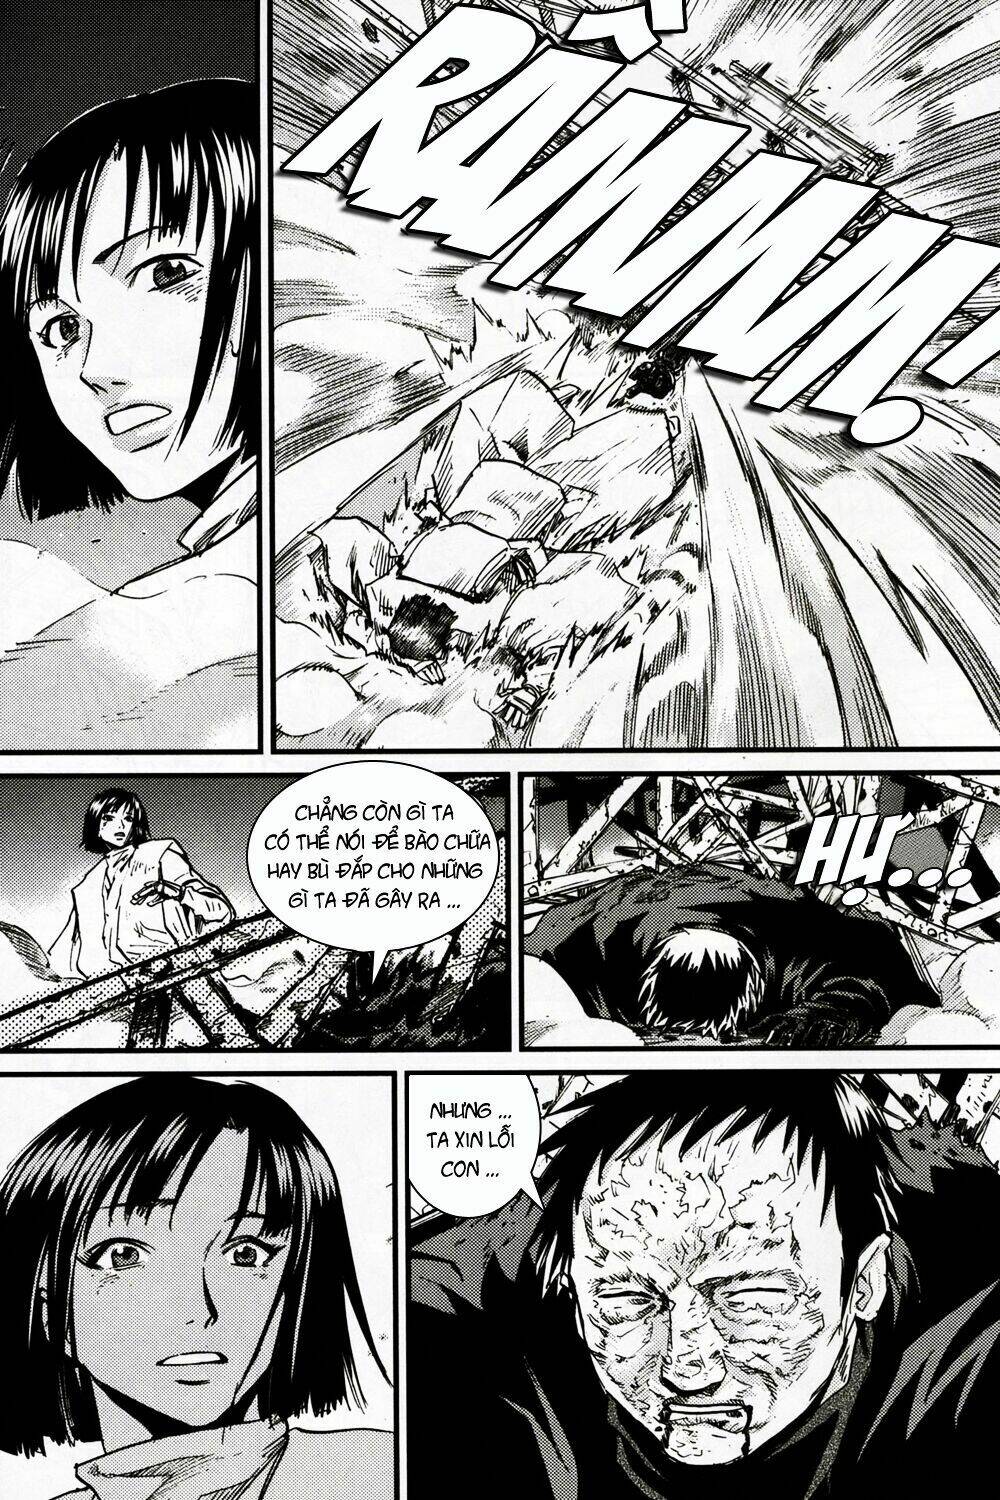 RẦMMM!
CHẲNG CÒN GÌ TA
CÓ THỂ NÓI ĐỂ BÀO CHỮA
HAY BÙ ĐẮP CHO NHỮNG
GÌ TA ĐÃ GÂY RA ...
HỰ...
NHƯNG ...
TA XIN LỖI
CON ...